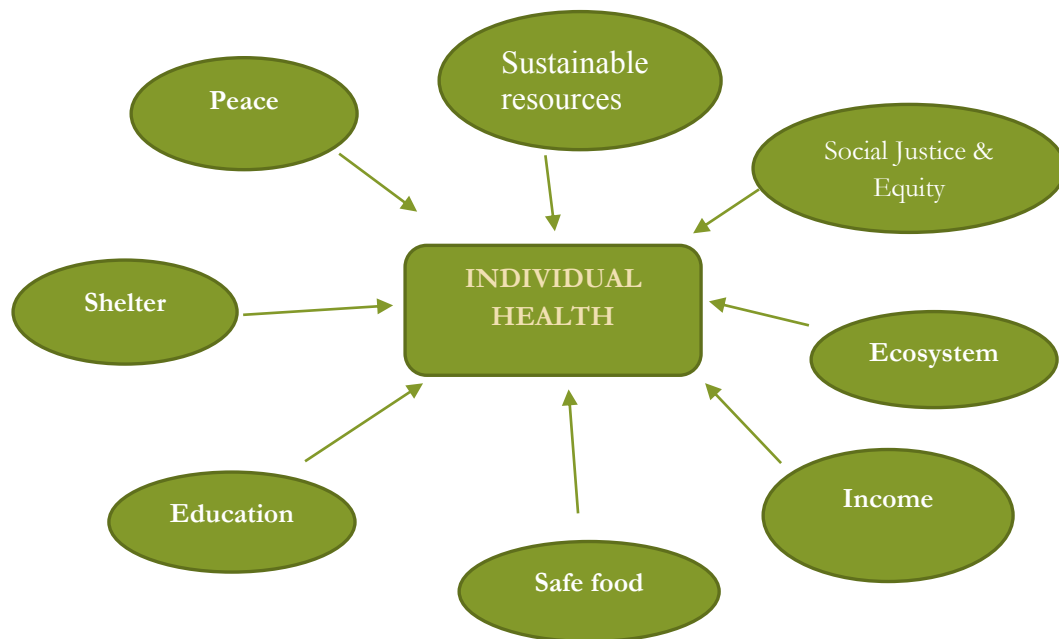 Peace
Sustainable
resources
Social Justice &
Equity
Shelter
INDIVIDUAL
HEALTH
Ecosystem
Education
Income
Safe food